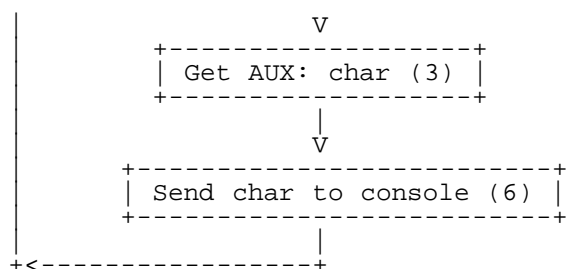 V
Get AUX: char (3)
V
Send char to console (6)